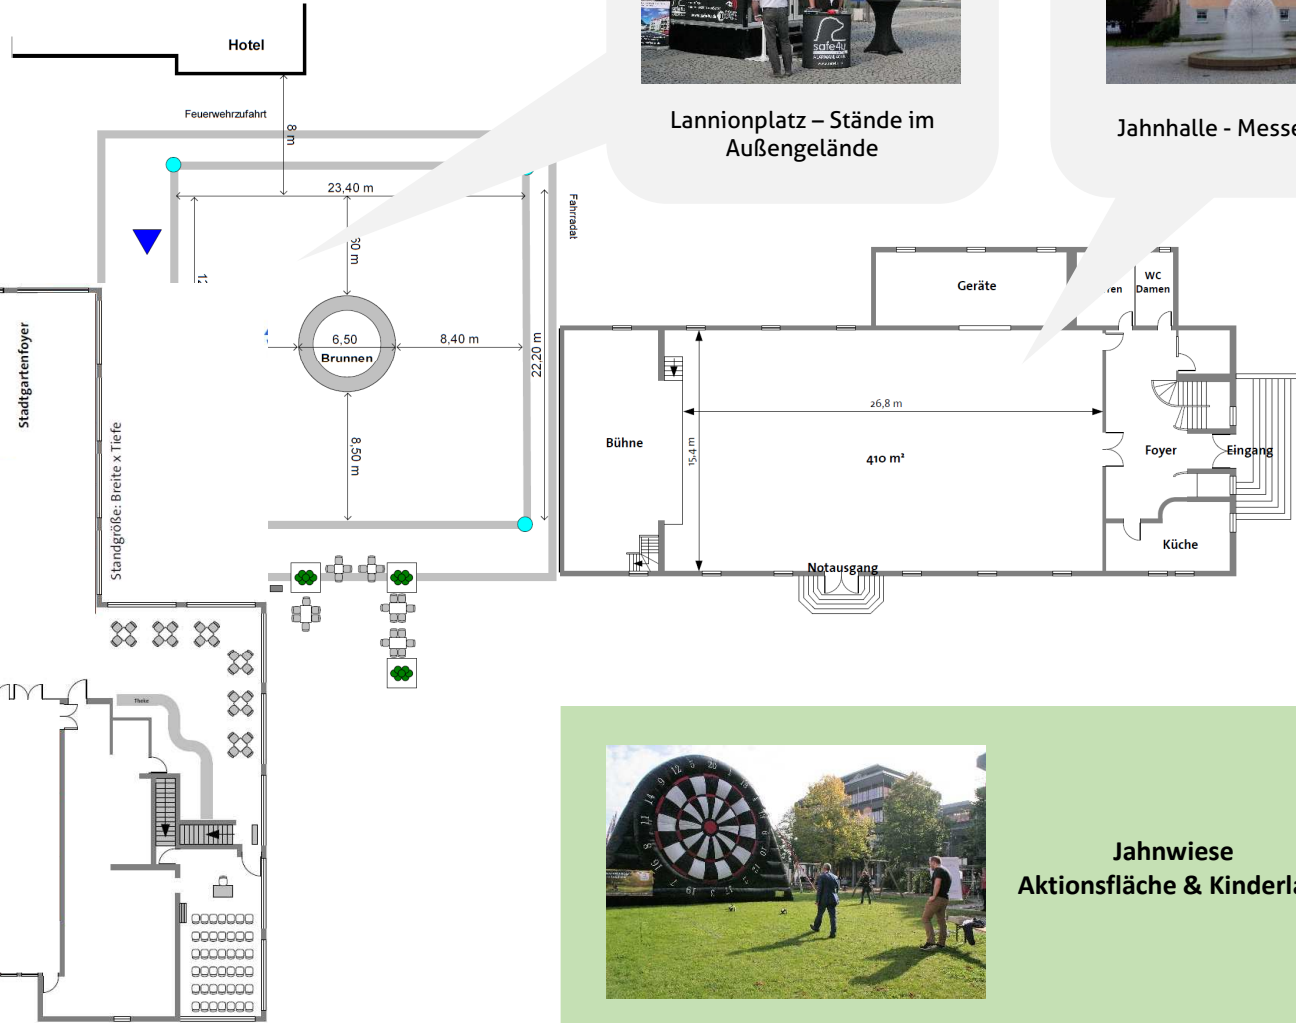 Hotel
Feuerwehrzufahrt
8 m
23,40 m
safe4u
Lannionplatz – Stände im
Außengelände
Jahnhalle - Messe
Fahrradat
22,20 m
6,50
Brunnen
8,40 m
8,50 m
Stadtgartenfoyer
Standgröße: Breite x Tiefe
Theke
Geräte
WC
Damen
Bühne
26,8 m
15,4 m
410 m²
Foyer
Eingang
Küche
Notausgang
Jahnwiese
Aktionsfläche & Kinderla